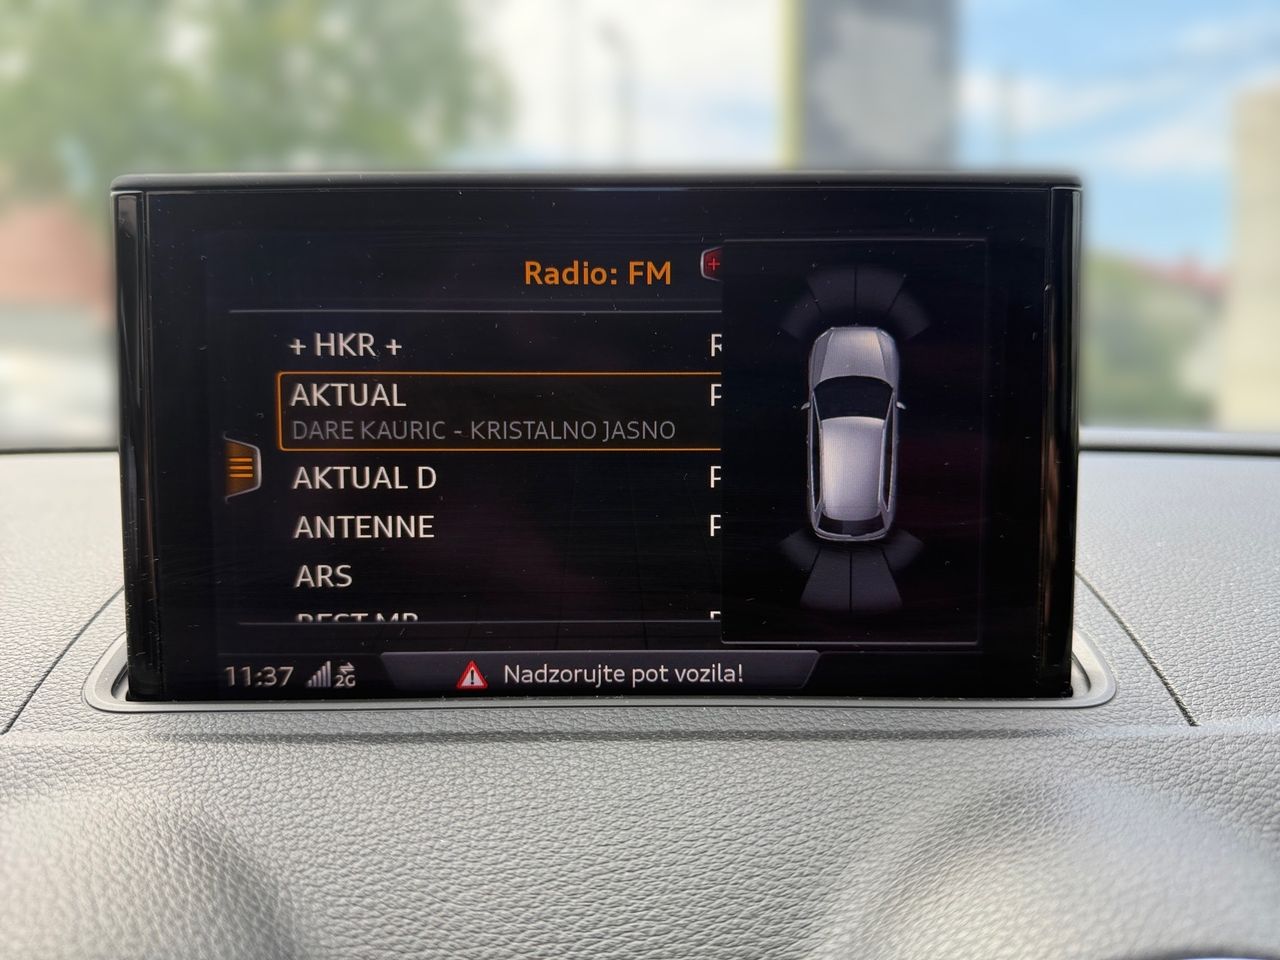 Radio: FM
+ HKR +
AKTUAL
DARE KAURIC - KRISTALNO JASNO
AKTUAL D
ANTENNE
ARS
11:37 2G Nadzorujte pot vozila!